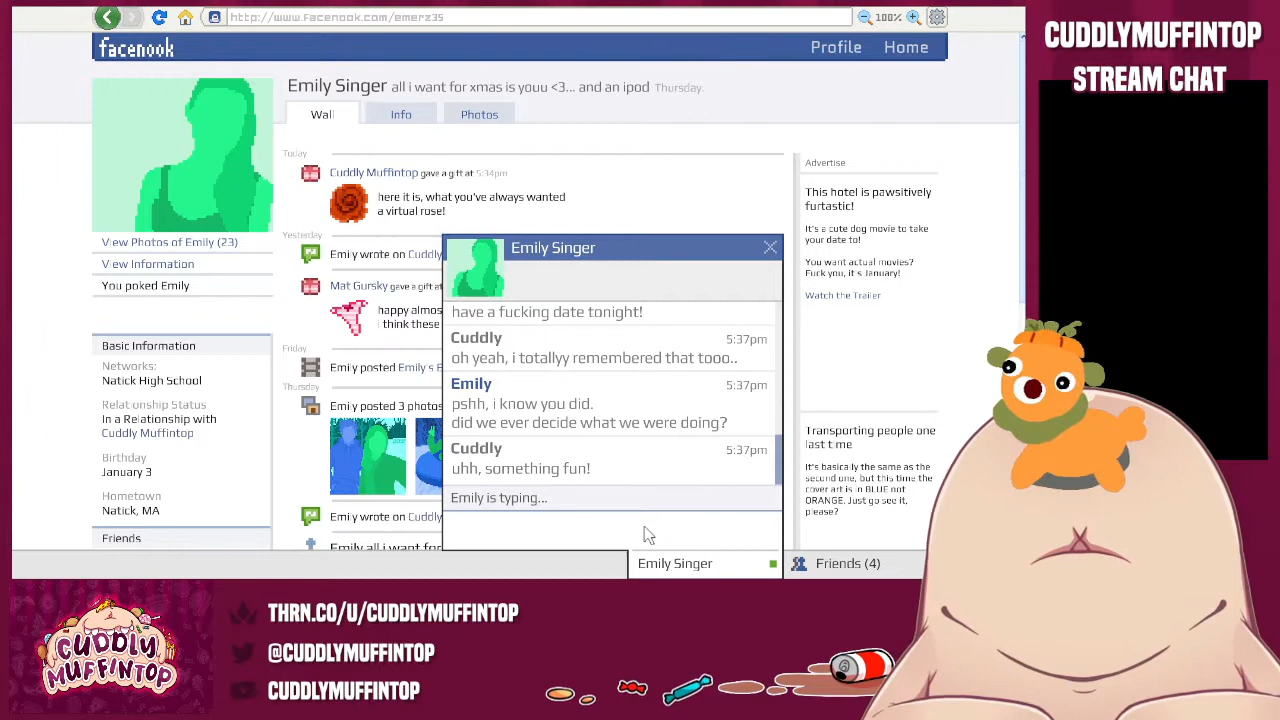 http://www.facenook.com/emerz35
100%
facenook
Profile
Home
Emily Singer all i want for xmas is youu <3... and an ipod Thursday.
Wall
Info
Photos
View Photos of Emily (23)
View Information
You poked Emily
Basic Information
Networks:
Natick High School
Relationship Status
In a Relationship with
Cuddly Muffintop
Birthday
January 3
Hometown
Natick, MA
Friends
Today
Cuddly Muffintop gave a gift at 5:34pm
here it is, what you've always wanted
a virtual rose!
Yesterday
Emily wrote on Cuddly
Mat Gursky gave a gift at
happy almos
i think these
Friday
Emily posted Emily's E
Thursday
Emily posted 3 photos
Emily wrote on Cuddly
Emily all i want for
Emily Singer
have a fucking date tonight!
Cuddly 5:37pm
oh yeah, i totallyy remembered that tooo..
Emily 5:37pm
pshh, i know you did.
did we ever decide what we were doing?
Cuddly 5:37pm
uhh, something fun!
Emily is typing...
Emily Singer
Friends (4)
Advertise
This hotel is pawsitively
furtastic!
It's a cute dog movie to take
your date to!
You want actual movies?
Fuck you, it's January!
Watch the Trailer
Transporting people one
last time
It's basically the same as the
second one, but this time the
cover art is in BLUE not
ORANGE. Just go see it,
please?
CUDDLYMUFFINTOP
STREAM CHAT
CUDDLY
MUFFINTOP
THRN.CO/U/CUDDLYMUFFINTOP
@CUDDLYMUFFINTOP
CUDDLYMUFFINTOP